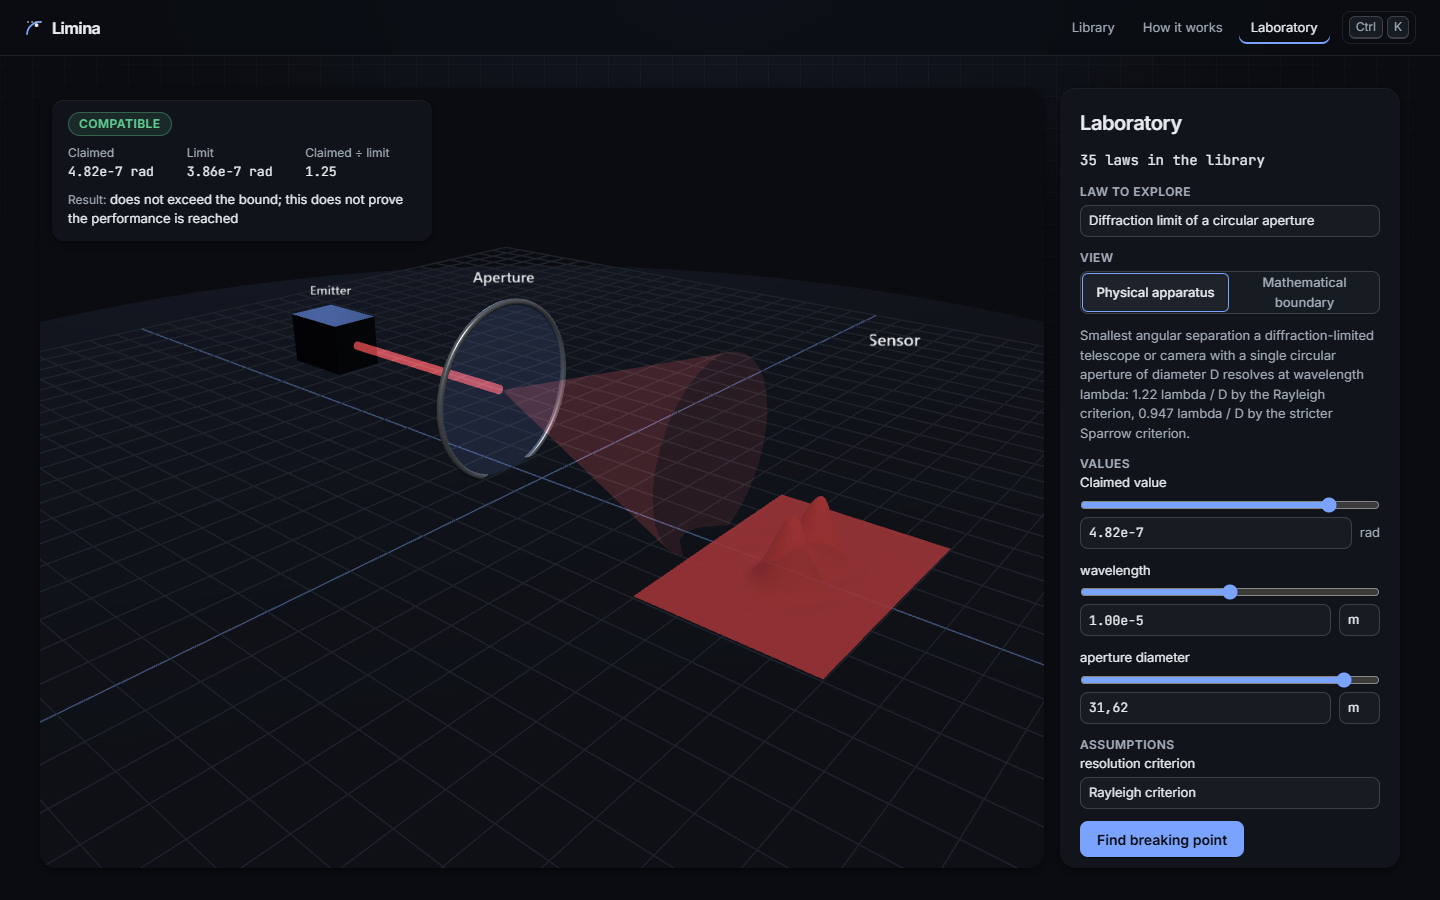 Limina
Library
How it works
Laboratory
Ctrl
K
COMPATIBLE
Claimed
Limit
Claimed ÷ limit
4.82e-7 rad
3.86e-7 rad
1.25
Result: does not exceed the bound; this does not prove
the performance is reached
Emitter
Aperture
Sensor
Laboratory
35 laws in the library
LAW TO EXPLORE
Diffraction limit of a circular aperture
VIEW
Physical apparatus
Mathematical
boundary
Smallest angular separation a diffraction-limited
telescope or camera with a single circular
aperture of diameter D resolves at wavelength
lambda: 1.22 lambda / D by the Rayleigh
criterion, 0.947 lambda / D by the stricter
Sparrow criterion.
VALUES
Claimed value
4.82e-7
rad
wavelength
1.00e-5
m
aperture diameter
31,62
m
ASSUMPTIONS
resolution criterion
Rayleigh criterion
Find breaking point